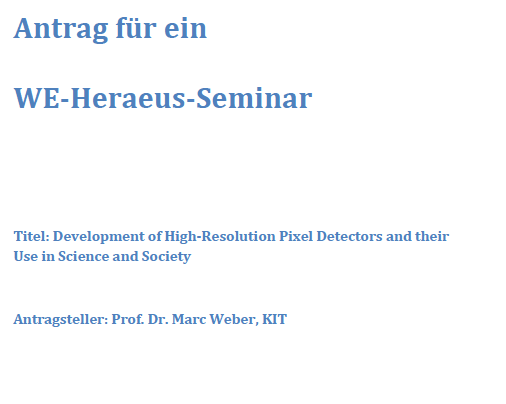 Antrag für ein
WE-Heraeus-Seminar
Titel: Development of High-Resolution Pixel Detectors and their
Use in Science and Society
Antragsteller: Prof. Dr. Marc Weber, KIT